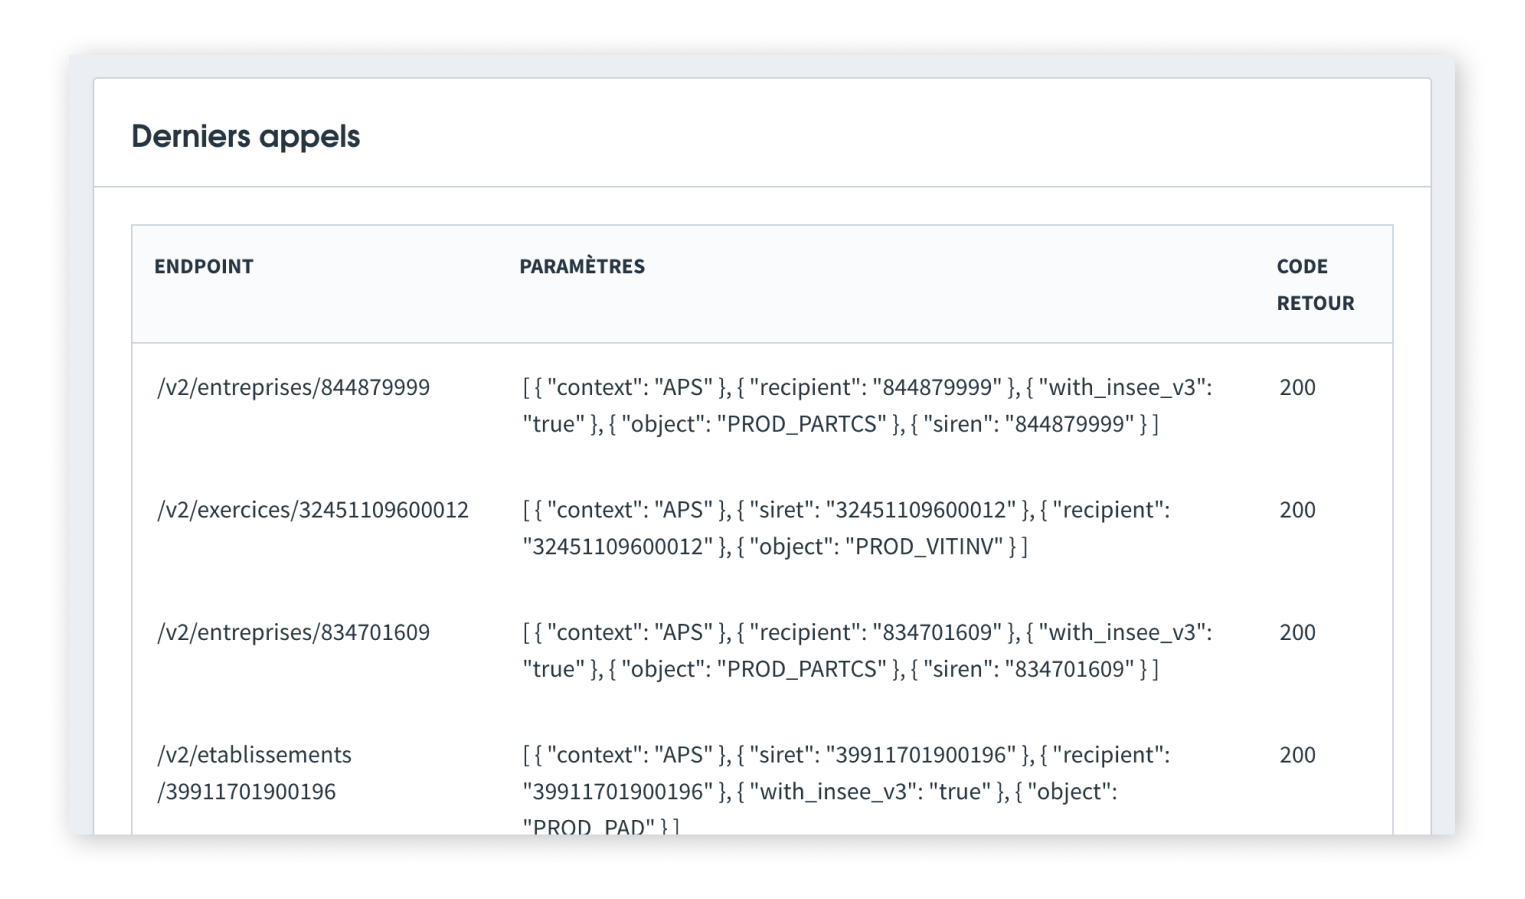 Derniers appels
ENDPOINT PARAMÈTRES CODE
RETOUR
/v2/entreprises/844879999 [ { "context": "APS" }, { "recipient": "844879999" }, { "with_insee_v3": 200
"true" }, { "object": "PROD_PARTCS" }, { "siren": "844879999" } ]
/v2/exercices/32451109600012 [ { "context": "APS" }, { "siret": "32451109600012" }, { "recipient": 200
"32451109600012" }, { "object": "PROD_VITINV" } ]
/v2/entreprises/834701609 [ { "context": "APS" }, { "recipient": "834701609" }, { "with_insee_v3": 200
"true" }, { "object": "PROD_PARTCS" }, { "siren": "834701609" } ]
/v2/etablissements [ { "context": "APS" }, { "siret": "39911701900196" }, { "recipient": 200
/39911701900196 "39911701900196" }, { "with_insee_v3": "true" }, { "object":
"PROD_PAD" } ]